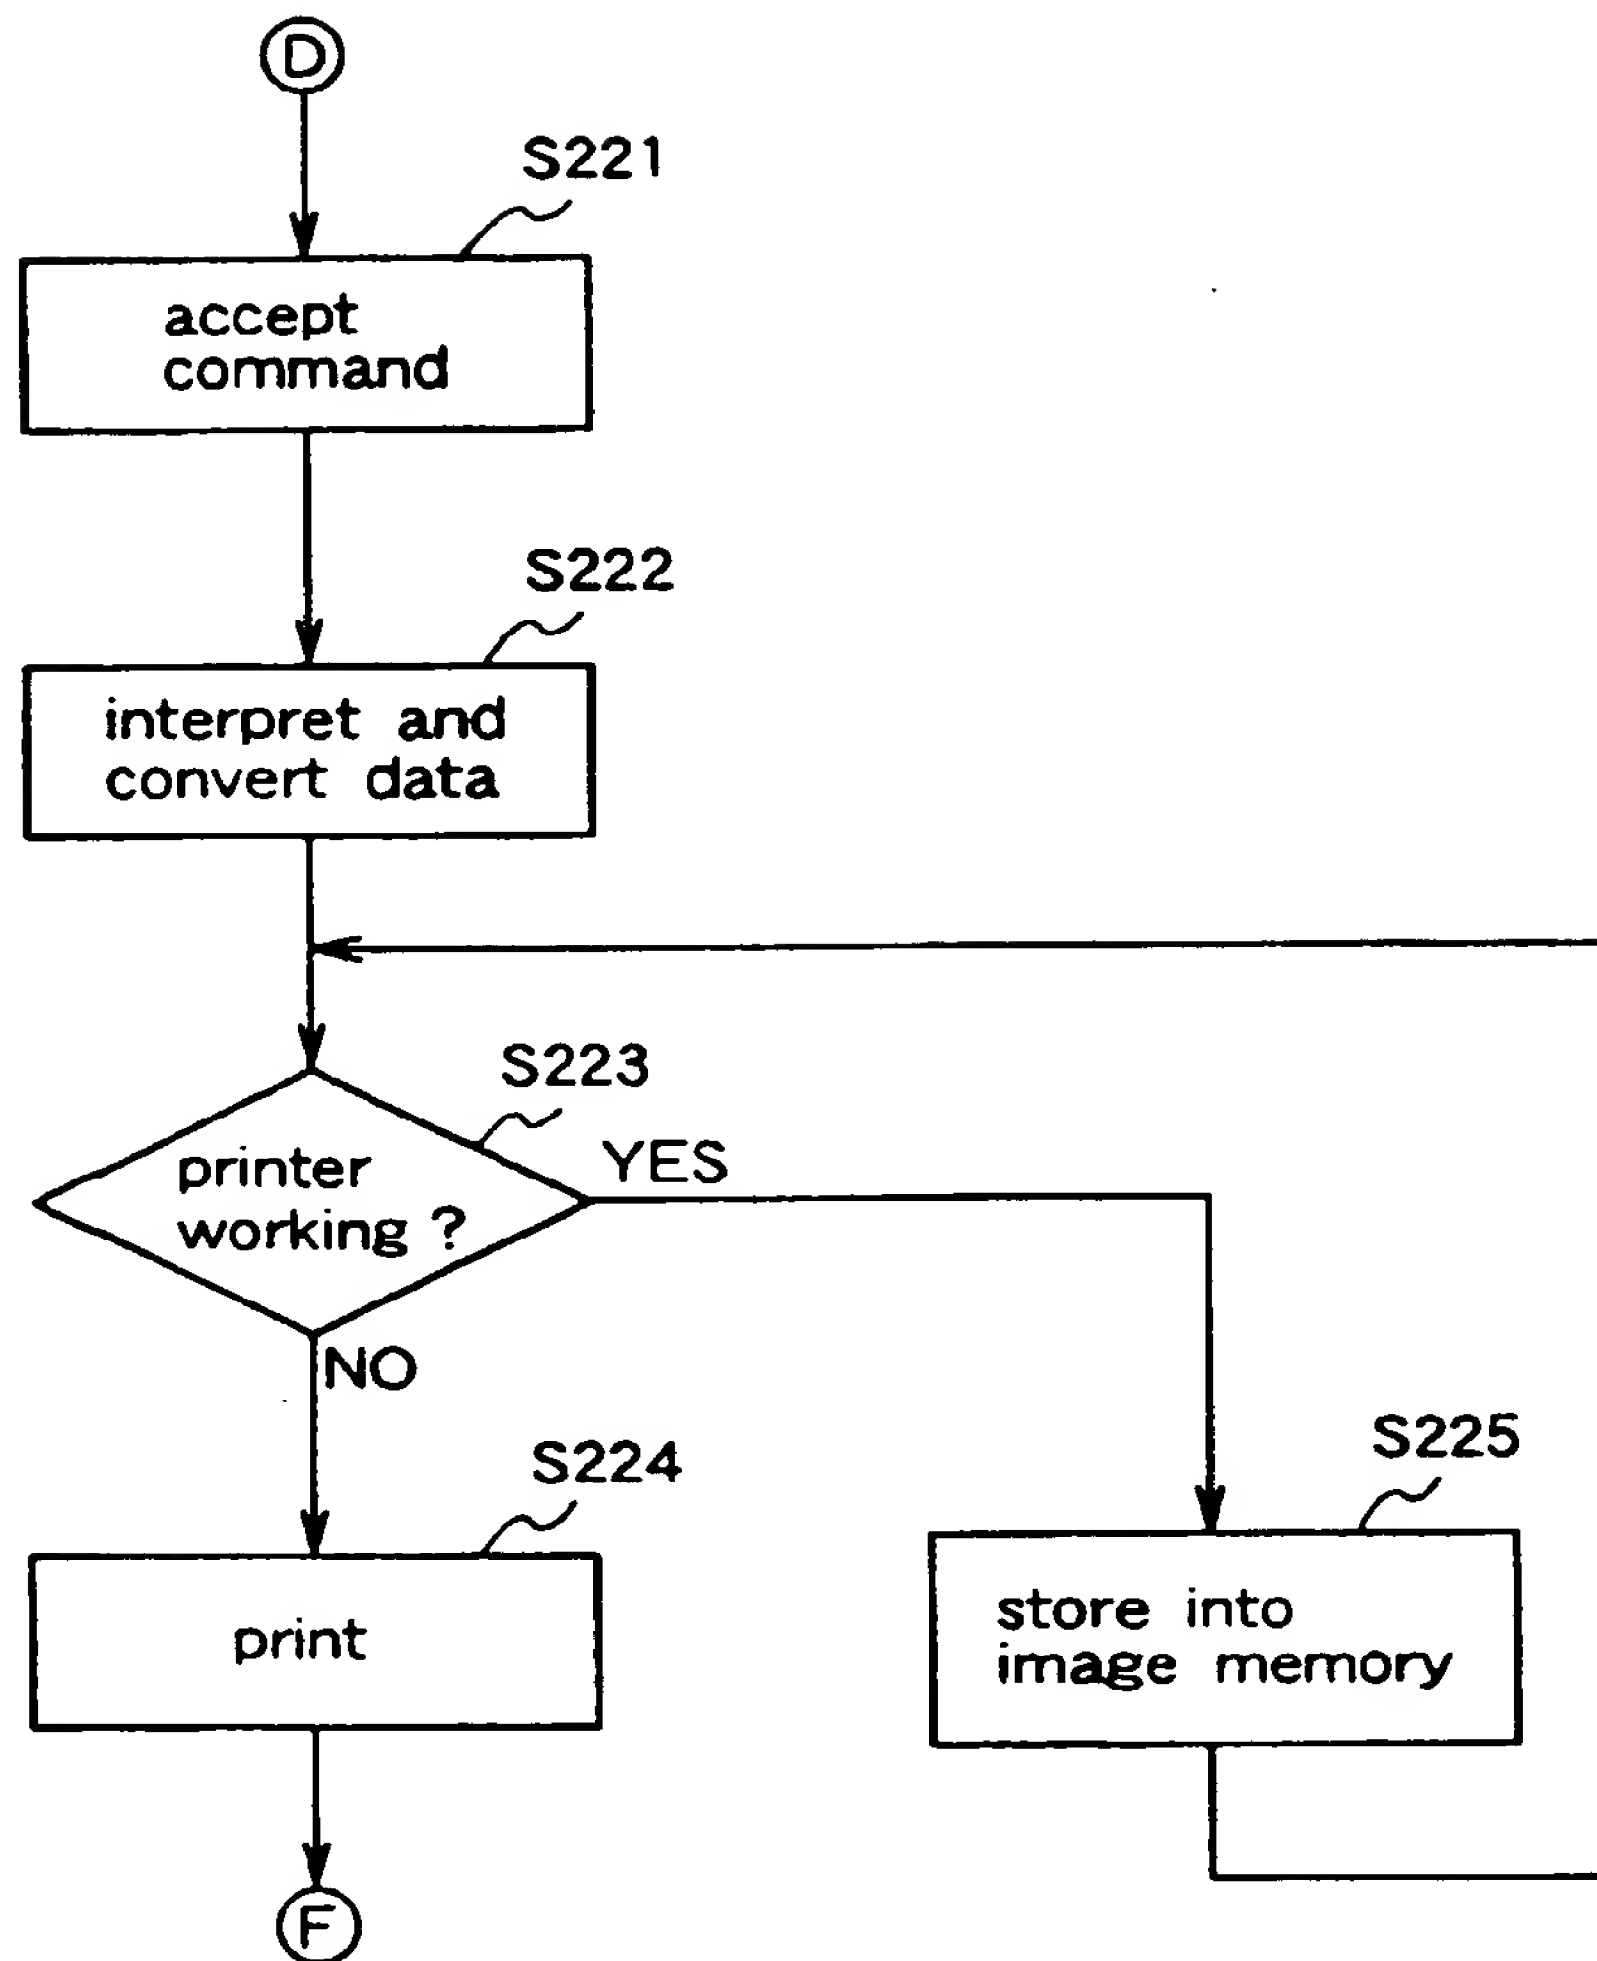 D
S221
accept
command
S222
interpret and
convert data
S223
printer
working ?
YES
NO
S224
print
S225
store into
image memory
F